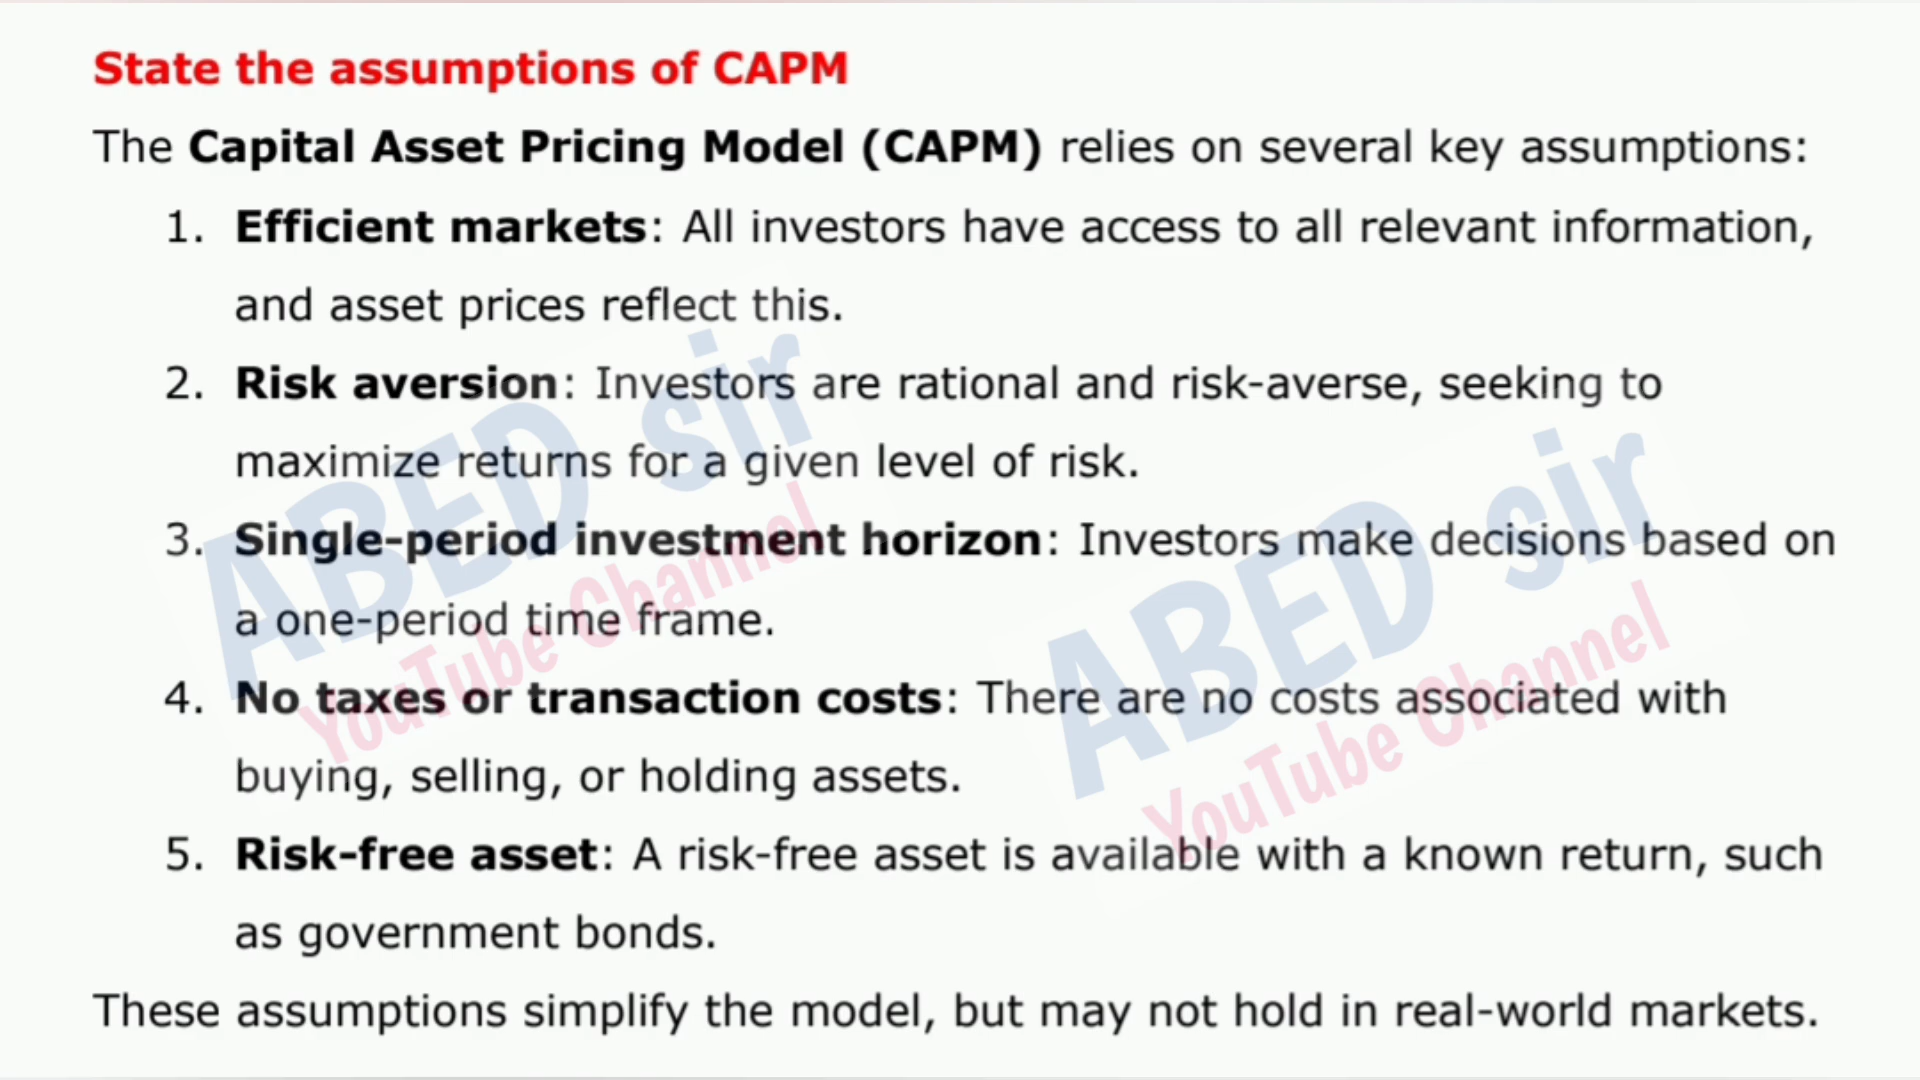 State the assumptions of CAPM
The Capital Asset Pricing Model (CAPM) relies on several key assumptions:
1. Efficient markets: All investors have access to all relevant information,
and asset prices reflect this.
2. Risk aversion: Investors are rational and risk-averse, seeking to
maximize returns for a given level of risk.
3. Single-period investment horizon: Investors make decisions based on
a one-period time frame.
4. No taxes or transaction costs: There are no costs associated with
buying, selling, or holding assets.
5. Risk-free asset: A risk-free asset is available with a known return, such
as government bonds.
These assumptions simplify the model, but may not hold in real-world markets.
ABED sir
YouTube Channel
ABED sir
YouTube Channel